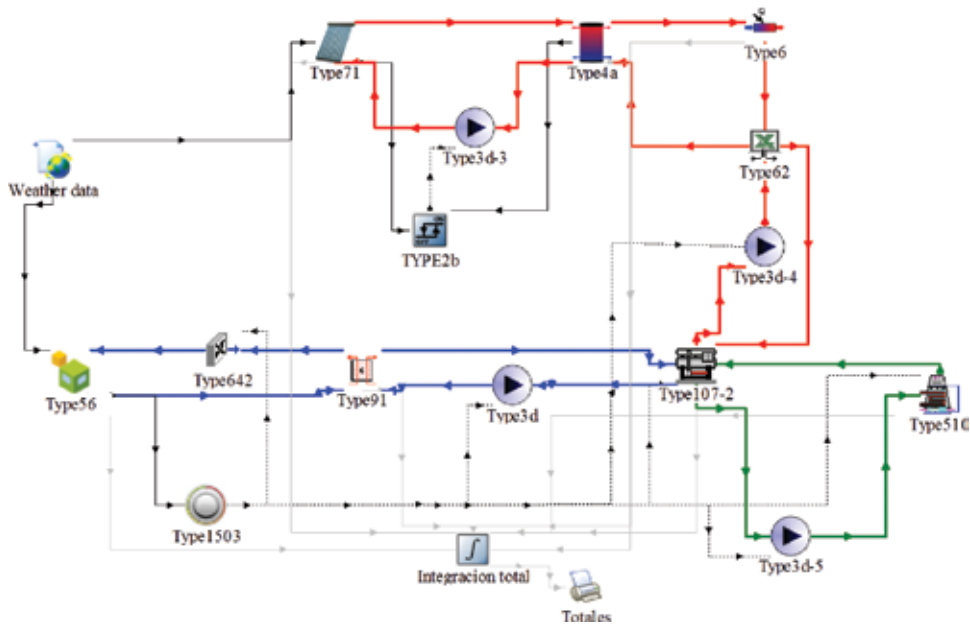 Type71
Type4a
Type6
Type3d-3
Type62
Weather data
TYPE2b
Type3d-4
Type642
Type56
Type91
Type3d
Type107-2
Type510
Type1503
Type3d-5
Integracion total
Totales